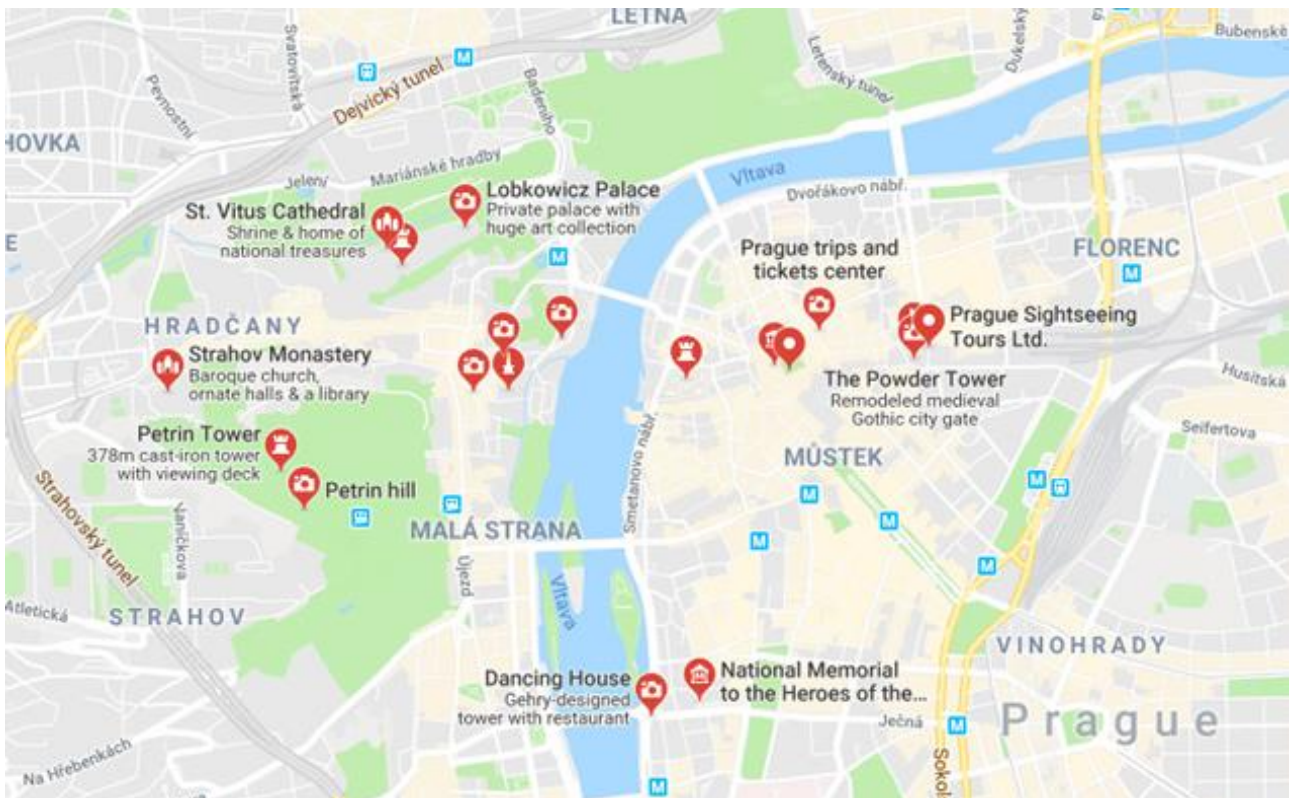 LETNÁ
Svatovítská
Dukelský
Bubenské
Letenský tunel
Pevnostní
Dejvický tunel
Badeního
HOVKA
Mariánské hradby
Jelení
Vltava
Dvořákovo nábř.
St. Vitus Cathedral
Shrine & home of
national treasures
Lobkowicz Palace
Private palace with
huge art collection
E
Prague trips and
tickets center
FLORENC
HRADČANY
Prague Sightseeing
Tours Ltd.
Strahov Monastery
Baroque church,
ornate halls & a library
The Powder Tower
Remodeled medieval
Gothic city gate
Husitská
Seifertova
Petrin Tower
378m cast-iron tower
with viewing deck
Petrin hill
MŮSTEK
Smetanovo nábř.
Strahovský tunel
Vaníčkova
MALÁ STRANA
Újezd
Vltava
Atletická
STRAHOV
VINOHRADY
Dancing House
Gehry-designed
tower with restaurant
National Memorial
to the Heroes of the...
Ječná
Prague
Na Hřebenkách
Sokol
M
M
M
M
M
M
M
M
M
M